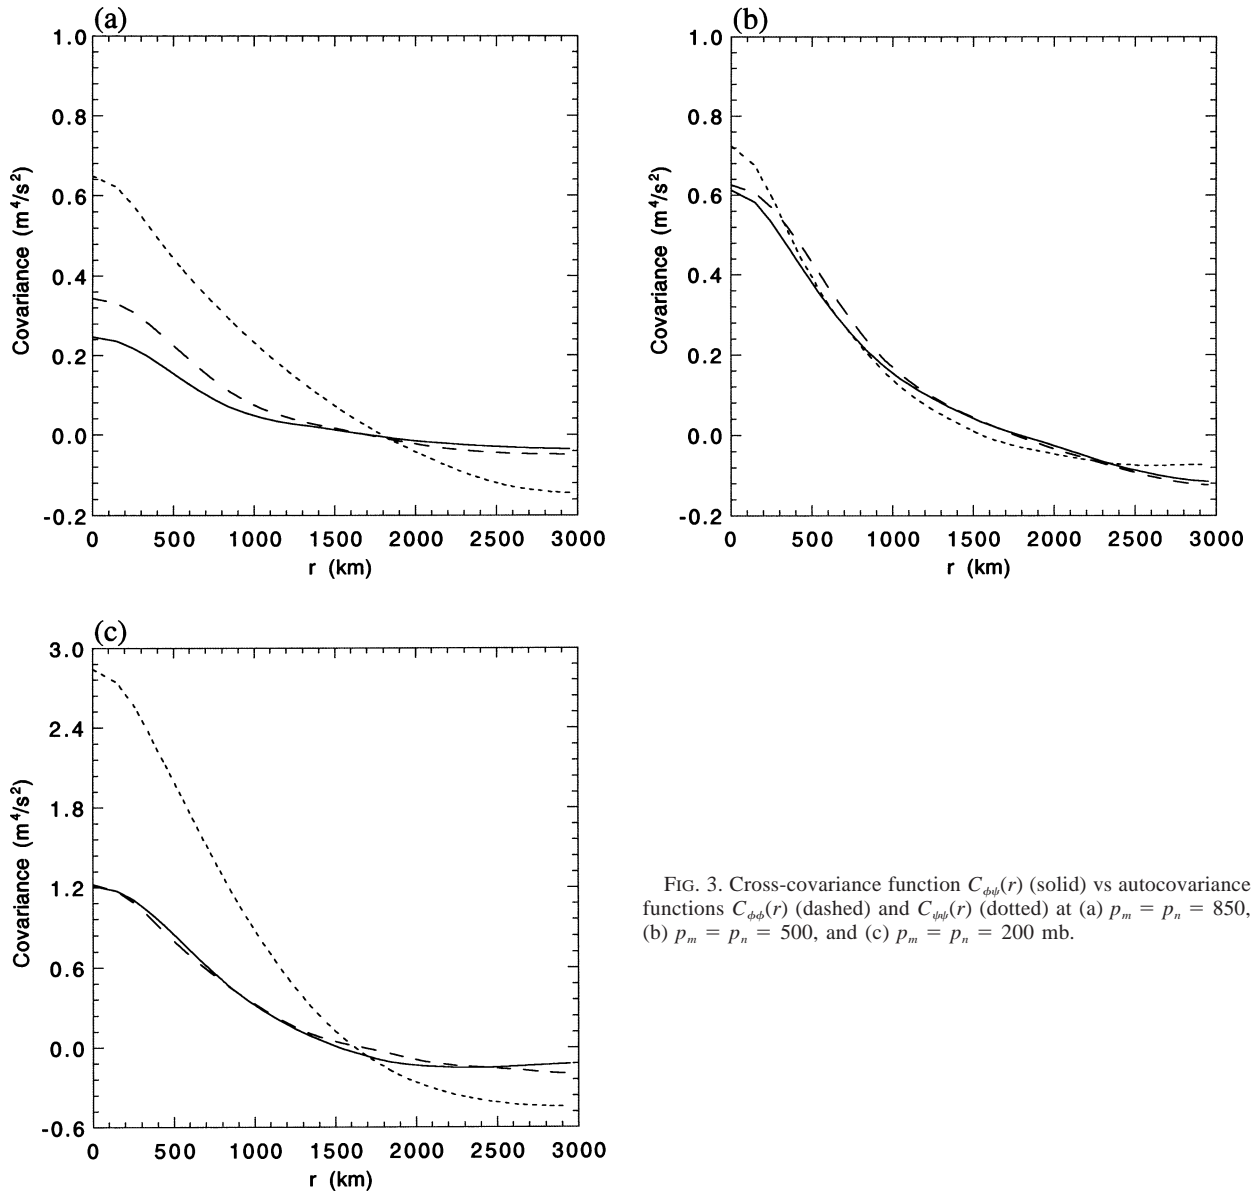 (a)
1.0
0.8
0.6
0.4
0.2
0.0
-0.2
Covariance (m⁴/s²)
0 500 1000 1500 2000 2500 3000
r (km)
(b)
1.0
0.8
0.6
0.4
0.2
0.0
-0.2
Covariance (m⁴/s²)
0 500 1000 1500 2000 2500 3000
r (km)
(c)
3.0
2.4
1.8
1.2
0.6
0.0
-0.6
Covariance (m⁴/s²)
0 500 1000 1500 2000 2500 3000
r (km)
FIG. 3. Cross-covariance function C_ϕψ(r) (solid) vs autocovariance
functions C_ϕϕ(r) (dashed) and C_ψψ(r) (dotted) at (a) p_m = p_n = 850,
(b) p_m = p_n = 500, and (c) p_m = p_n = 200 mb.